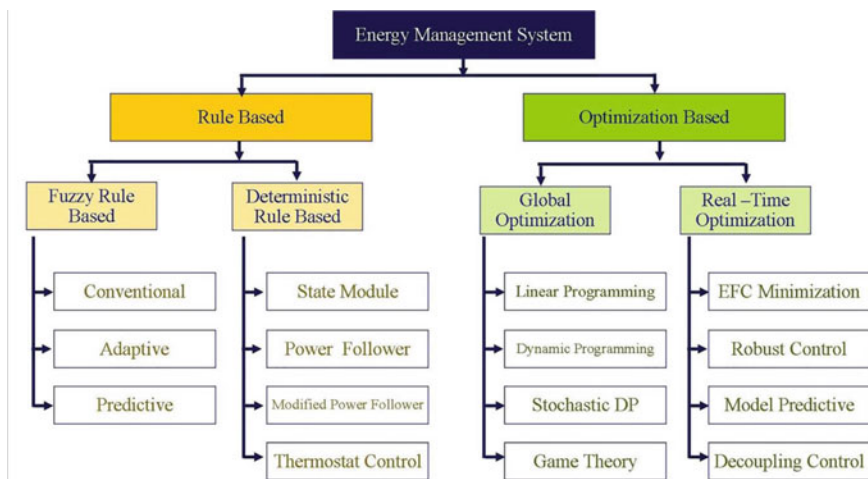 Energy Management System
Rule Based
Optimization Based
Fuzzy Rule
Based
Deterministic
Rule Based
Global
Optimization
Real –Time
Optimization
Conventional
State Module
Linear Programming
EFC Minimization
Adaptive
Power Follower
Dynamic Programming
Robust Control
Predictive
Modified Power Follower
Stochastic DP
Model Predictive
Thermostat Control
Game Theory
Decoupling Control